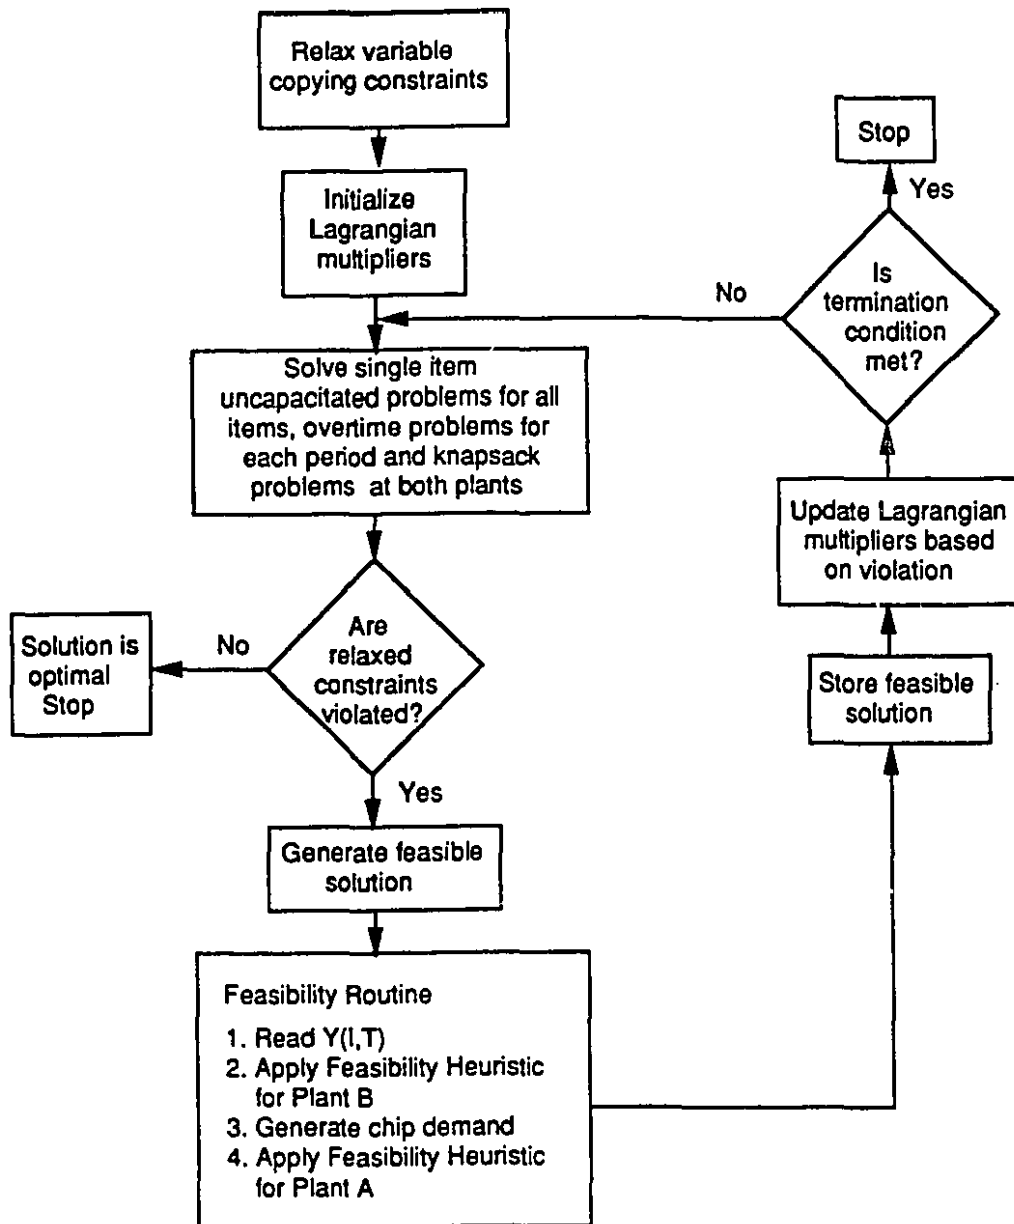 Relax variable
copying constraints
Initialize
Lagrangian
multipliers
Solve single item
uncapacitated problems for all
items, overtime problems for
each period and knapsack
problems at both plants
Are
relaxed
constraints
violated?
No
Solution is
optimal
Stop
Yes
Generate feasible
solution
Feasibility Routine
1. Read Y(I,T)
2. Apply Feasibility Heuristic
for Plant B
3. Generate chip demand
4. Apply Feasibility Heuristic
for Plant A
Store feasible
solution
Update Lagrangian
multipliers based
on violation
Is
termination
condition
met?
No
Yes
Stop